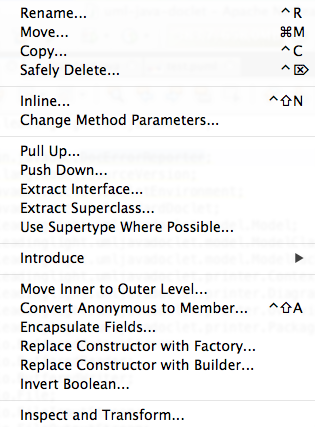 Rename... ^R
Move... ⌘M
Copy... ^C
Safely Delete... ^⌦
Inline... ^⇧N
Change Method Parameters...
Pull Up...
Push Down...
Extract Interface...
Extract Superclass...
Use Supertype Where Possible...
Introduce ▶
Move Inner to Outer Level...
Convert Anonymous to Member... ^⇧A
Encapsulate Fields...
Replace Constructor with Factory...
Replace Constructor with Builder...
Invert Boolean...
Inspect and Transform...